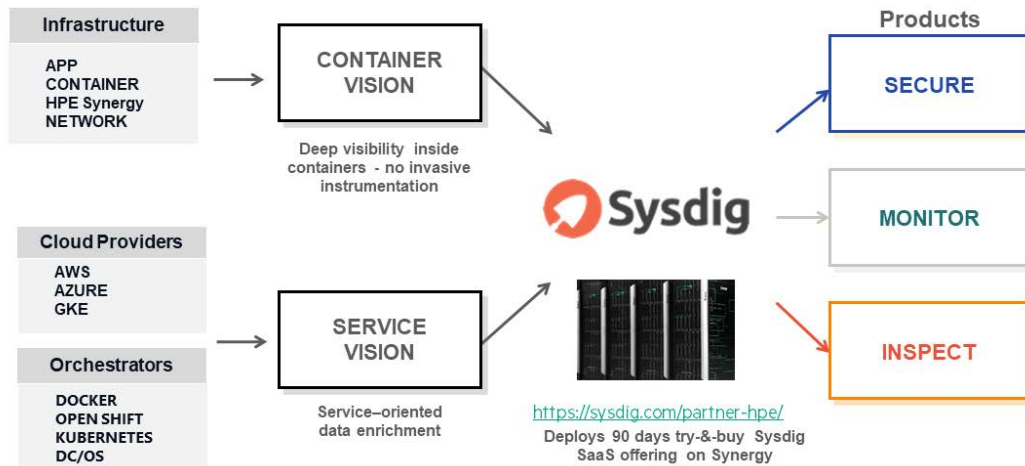 Infrastructure
APP
CONTAINER
HPE Synergy
NETWORK
CONTAINER
VISION
Deep visibility inside
containers - no invasive
instrumentation
Cloud Providers
AWS
AZURE
GKE
Orchestrators
DOCKER
OPEN SHIFT
KUBERNETES
DC/OS
SERVICE
VISION
Service–oriented
data enrichment
Sysdig
https://sysdig.com/partner-hpe/
Deploys 90 days try-&-buy Sysdig
SaaS offering on Synergy
Products
SECURE
MONITOR
INSPECT